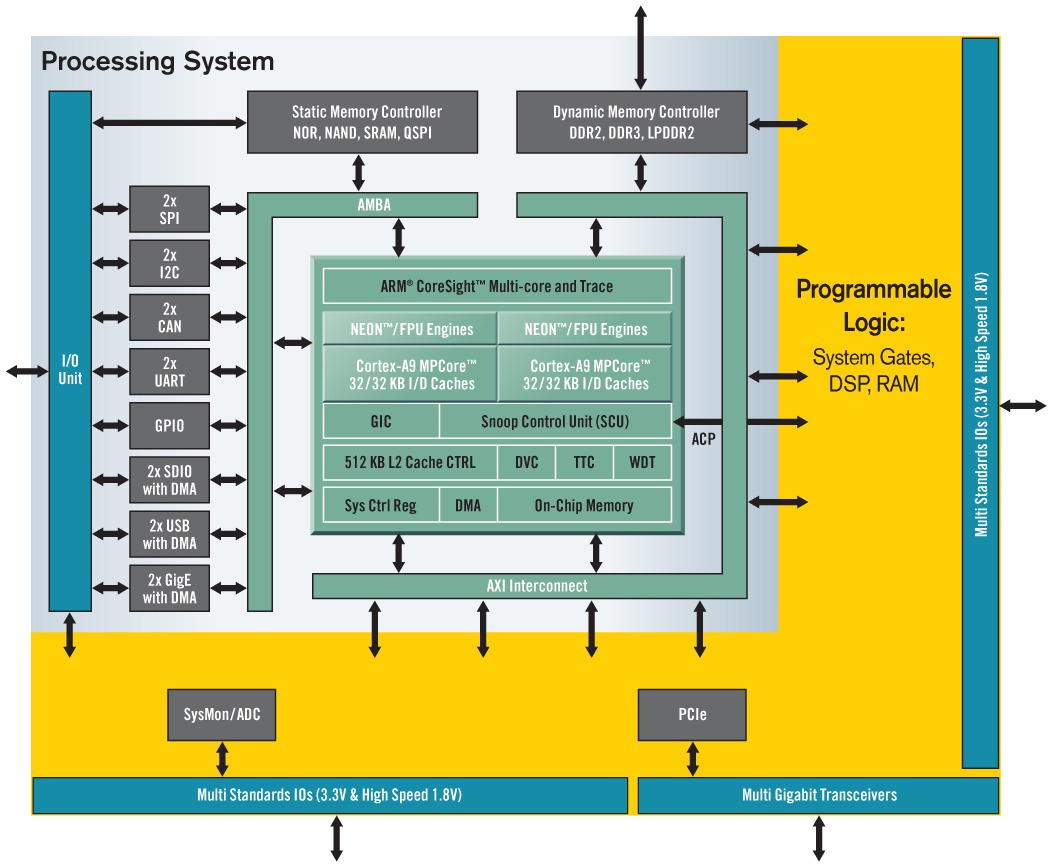 Processing System
Static Memory Controller
NOR, NAND, SRAM, QSPI
Dynamic Memory Controller
DDR2, DDR3, LPDDR2
I/O
Unit
2x
SPI
2x
I2C
2x
CAN
2x
UART
GPIO
2x SDIO
with DMA
2x USB
with DMA
2x GigE
with DMA
AMBA
ARM® CoreSight™ Multi-core and Trace
NEON™/FPU Engines
NEON™/FPU Engines
Cortex-A9 MPCore™
32/32 KB I/D Caches
Cortex-A9 MPCore™
32/32 KB I/D Caches
GIC
Snoop Control Unit (SCU)
ACP
512 KB L2 Cache CTRL
DVC
TTC
WDT
Sys Ctrl Reg
DMA
On-Chip Memory
AXI Interconnect
Programmable
Logic:
System Gates,
DSP, RAM
Multi Standards IOs (3.3V & High Speed 1.8V)
SysMon/ADC
PCIe
Multi Standards IOs (3.3V & High Speed 1.8V)
Multi Gigabit Transceivers